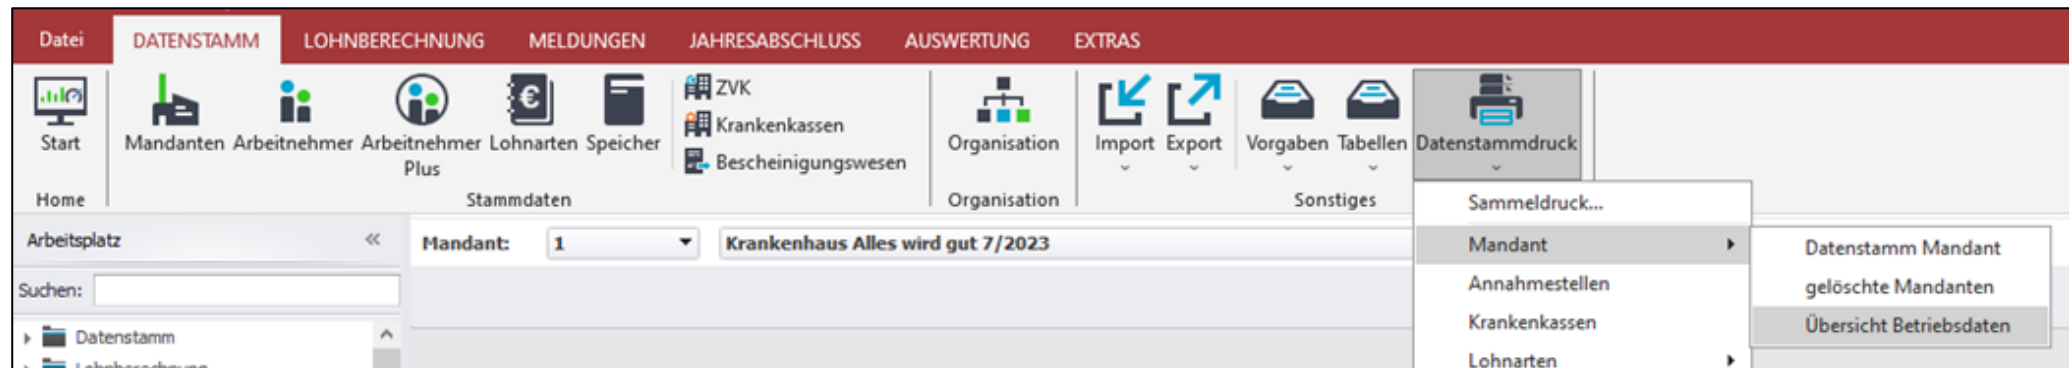 Datei DATENSTAMM LOHNBERECHNUNG MELDUNGEN JAHRESABSCHLUSS AUSWERTUNG EXTRAS
Start
Mandanten Arbeitnehmer Arbeitnehmer Plus Lohnarten Speicher
ZVK
Krankenkassen
Bescheinigungswesen
Organisation
Import Export Vorgaben Tabellen Datenstammdruck
Home Stammdaten Organisation Sonstiges
Sammeldruck...
Arbeitsplatz «
Mandant: 1 Krankenhaus Alles wird gut 7/2023
Mandant
Datenstamm Mandant
Suchen:
Annahmestellen
gelöschte Mandanten
Krankenkassen
Übersicht Betriebsdaten
Datenstamm
Lohnarten
Lohnberechnung